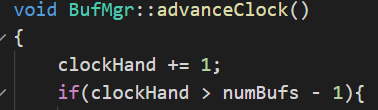 void BufMgr::advanceClock()
{
    clockHand += 1;
    if(clockHand > numBufs - 1){